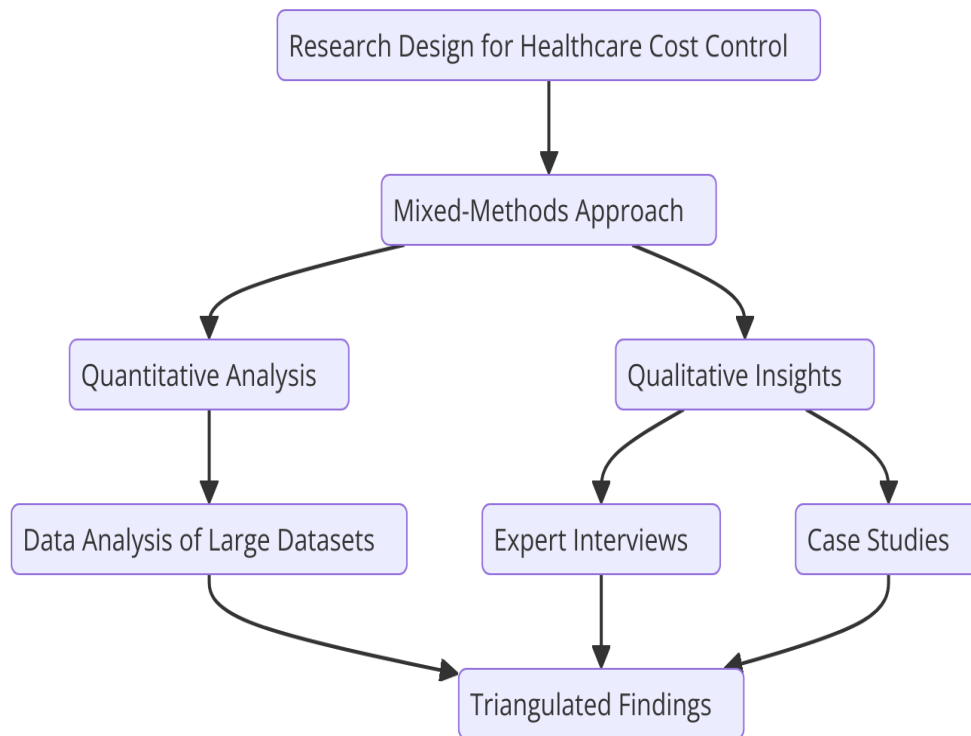 Research Design for Healthcare Cost Control
Mixed-Methods Approach
Quantitative Analysis
Qualitative Insights
Data Analysis of Large Datasets
Expert Interviews
Case Studies
Triangulated Findings